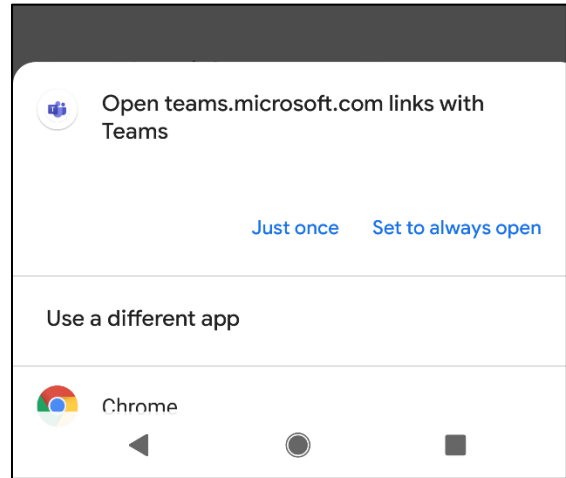 Open teams.microsoft.com links with
Teams
Just once Set to always open
Use a different app
Chrome